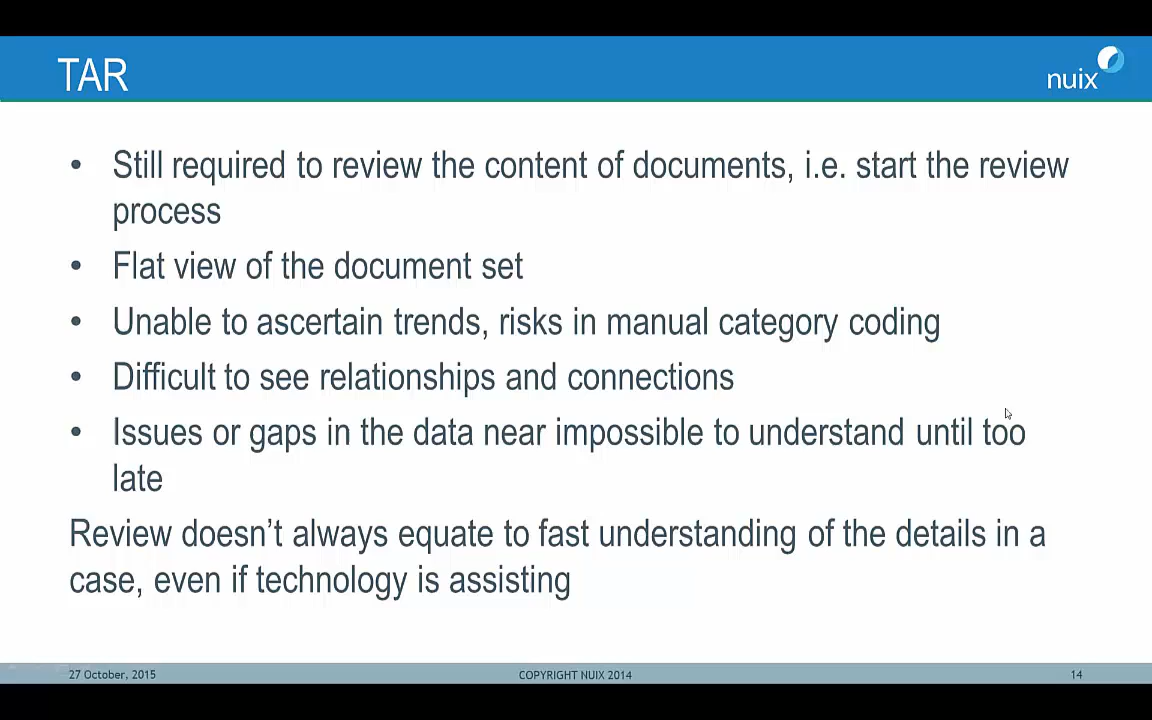 TAR
nuix
• Still required to review the content of documents, i.e. start the review
process
• Flat view of the document set
• Unable to ascertain trends, risks in manual category coding
• Difficult to see relationships and connections
• Issues or gaps in the data near impossible to understand until too
late
Review doesn’t always equate to fast understanding of the details in a
case, even if technology is assisting
27 October, 2015
COPYRIGHT NUIX 2014
14